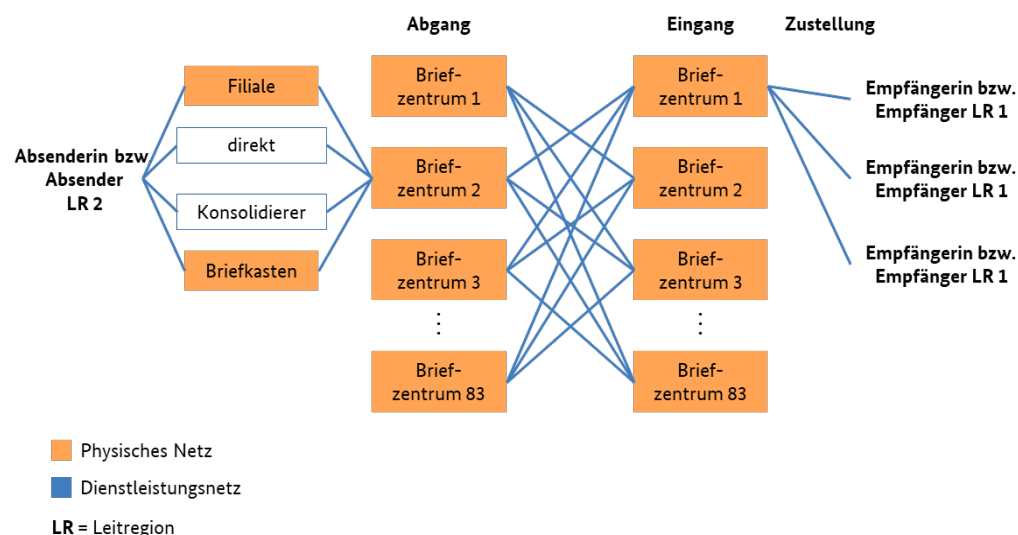 Abgang
Eingang
Zustellung
Absenderin bzw.
Absender
LR 2
Filiale
direkt
Konsolidierer
Briefkasten
Brief-
zentrum 1
Brief-
zentrum 2
Brief-
zentrum 3
⋮
Brief-
zentrum 83
Brief-
zentrum 1
Brief-
zentrum 2
Brief-
zentrum 3
⋮
Brief-
zentrum 83
Empfängerin bzw.
Empfänger LR 1
Empfängerin bzw.
Empfänger LR 1
Empfängerin bzw.
Empfänger LR 1
Physisches Netz
Dienstleistungsnetz
LR = Leitregion